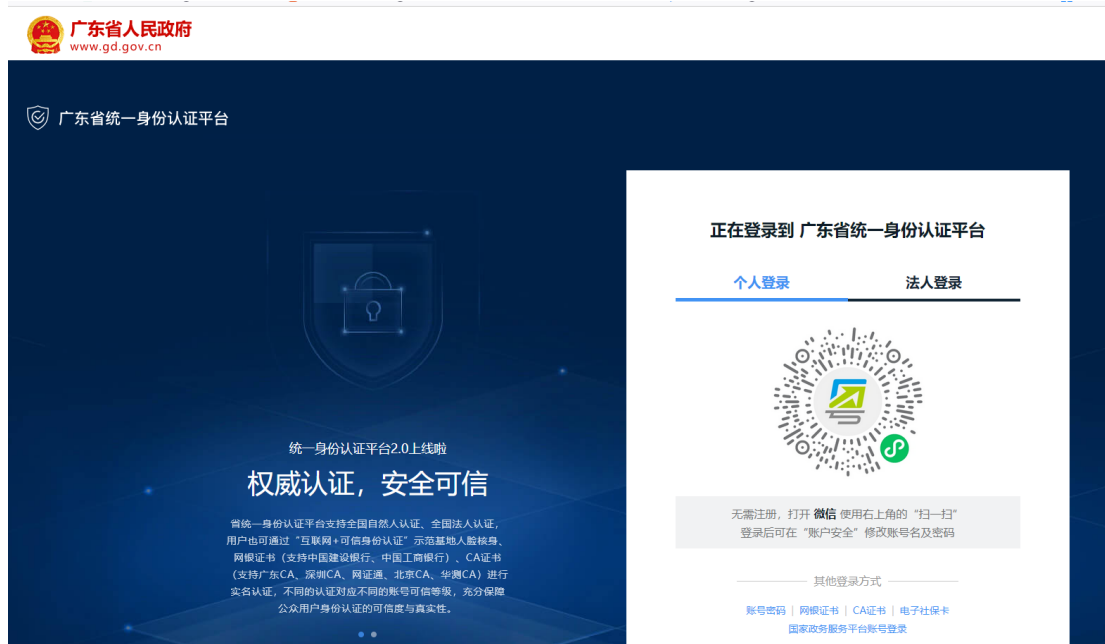 广东省人民政府
www.gd.gov.cn
广东省统一身份认证平台
统一身份认证平台2.0上线啦
权威认证，安全可信
省统一身份认证平台支持全国自然人认证、全国法人认证，
用户也可通过“互联网+可信身份认证”示范基地人脸核身、
网银证书（支持中国建设银行、中国工商银行）、CA证书
（支持广东CA、深圳CA、网证通、北京CA、华测CA）进行
实名认证，不同的认证对应不同的账号可信等级，充分保障
公众用户身份认证的可信度与真实性。
正在登录到 广东省统一身份认证平台
个人登录 法人登录
无需注册，打开 微信 使用右上角的“扫一扫”
登录后可在“账户安全”修改账号名及密码
其他登录方式
账号密码 | 网银证书 | CA证书 | 电子社保卡
国家政务服务平台账号登录